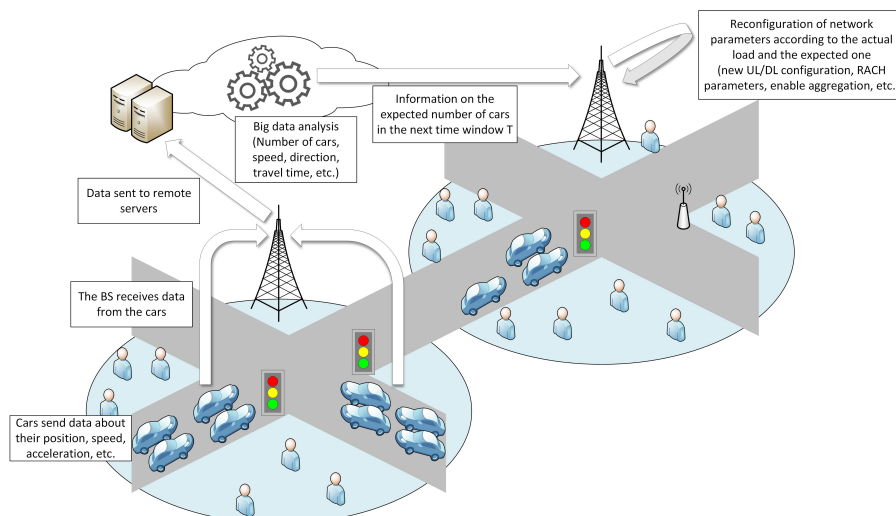 Reconfiguration of network
parameters according to the actual
load and the expected one
(new UL/DL configuration, RACH
parameters, enable aggregation, etc.
Information on the
expected number of cars
in the next time window T
Big data analysis
(Number of cars,
speed, direction,
travel time, etc.)
Data sent to remote
servers
The BS receives data
from the cars
Cars send data about
their position, speed,
acceleration, etc.